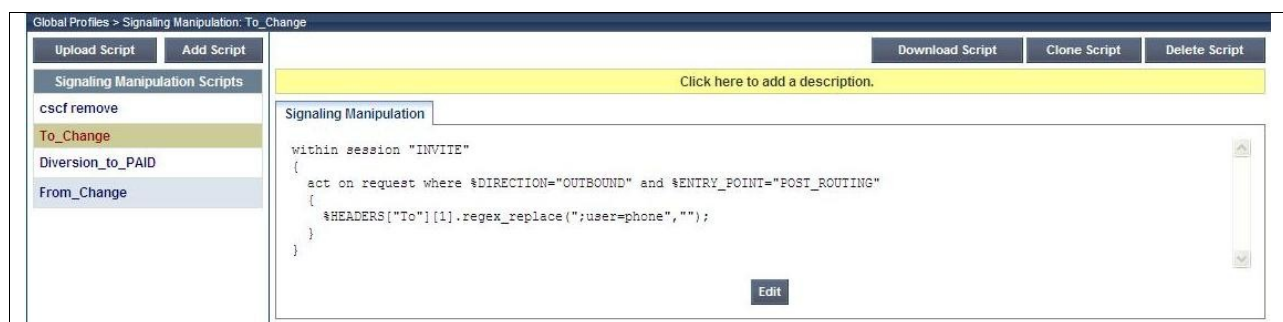 Global Profiles > Signaling Manipulation: To_Change
Upload Script Add Script
Download Script Clone Script Delete Script
Signaling Manipulation Scripts
Click here to add a description.
cscf remove
To_Change
Diversion_to_PAID
From_Change
Signaling Manipulation
within session "INVITE"
{
act on request where %DIRECTION="OUTBOUND" and %ENTRY_POINT="POST_ROUTING"
{
%HEADERS["To"][1].regex_replace(";user=phone","");
}
}
Edit